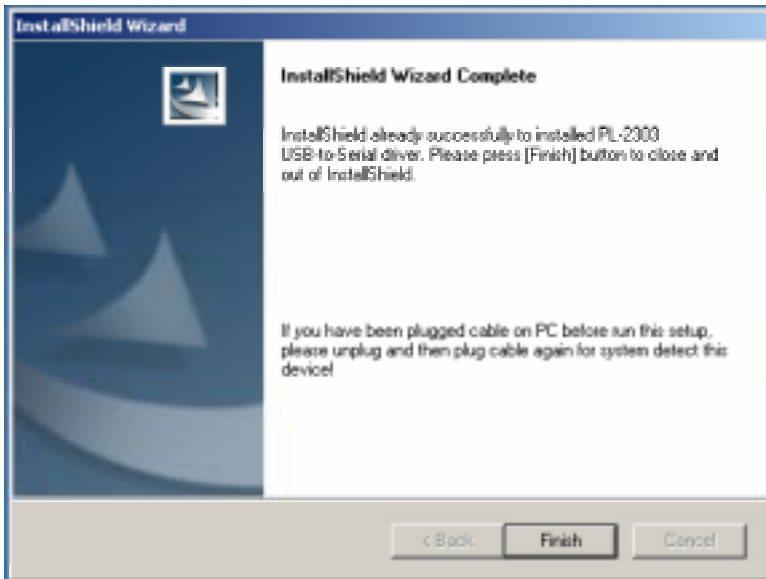 InstallShield Wizard
InstallShield Wizard Complete
InstallShield already successfully to installed PL-2303
USB-to-Serial driver. Please press [Finish] button to close and
out of InstallShield.
If you have been plugged cable on PC before run this setup,
please unplug and then plug cable again for system detect this
device!
< Back
Finish
Cancel